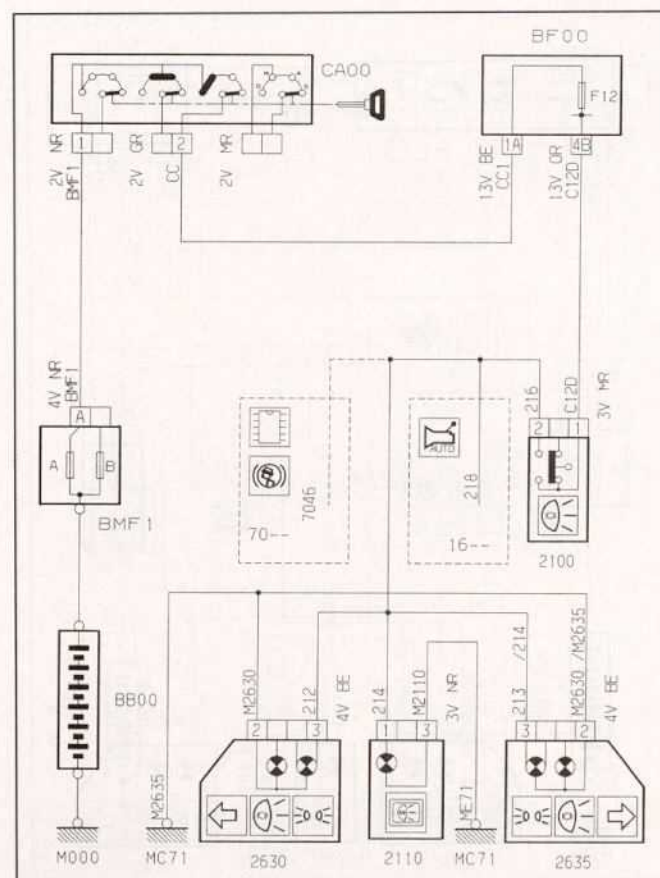 BF00
CA00
F12
1
2
1A
4B
2V NR
BMF1
2V GR
CC
2V MR
13V BE
CC1
13V OR
C12D
4V NR
BMF1
A
A
B
BMF1
7046
70--
AUTO
218
16--
216
C12D
3V MR
2
1
2100
BB00
M2630
212
4V BE
214
M2110
3V NR
213
/214
M2630 /M2635
4V BE
2
3
1
3
3
2
M2635
ME71
M000
MC71
2630
2110
MC71
2635